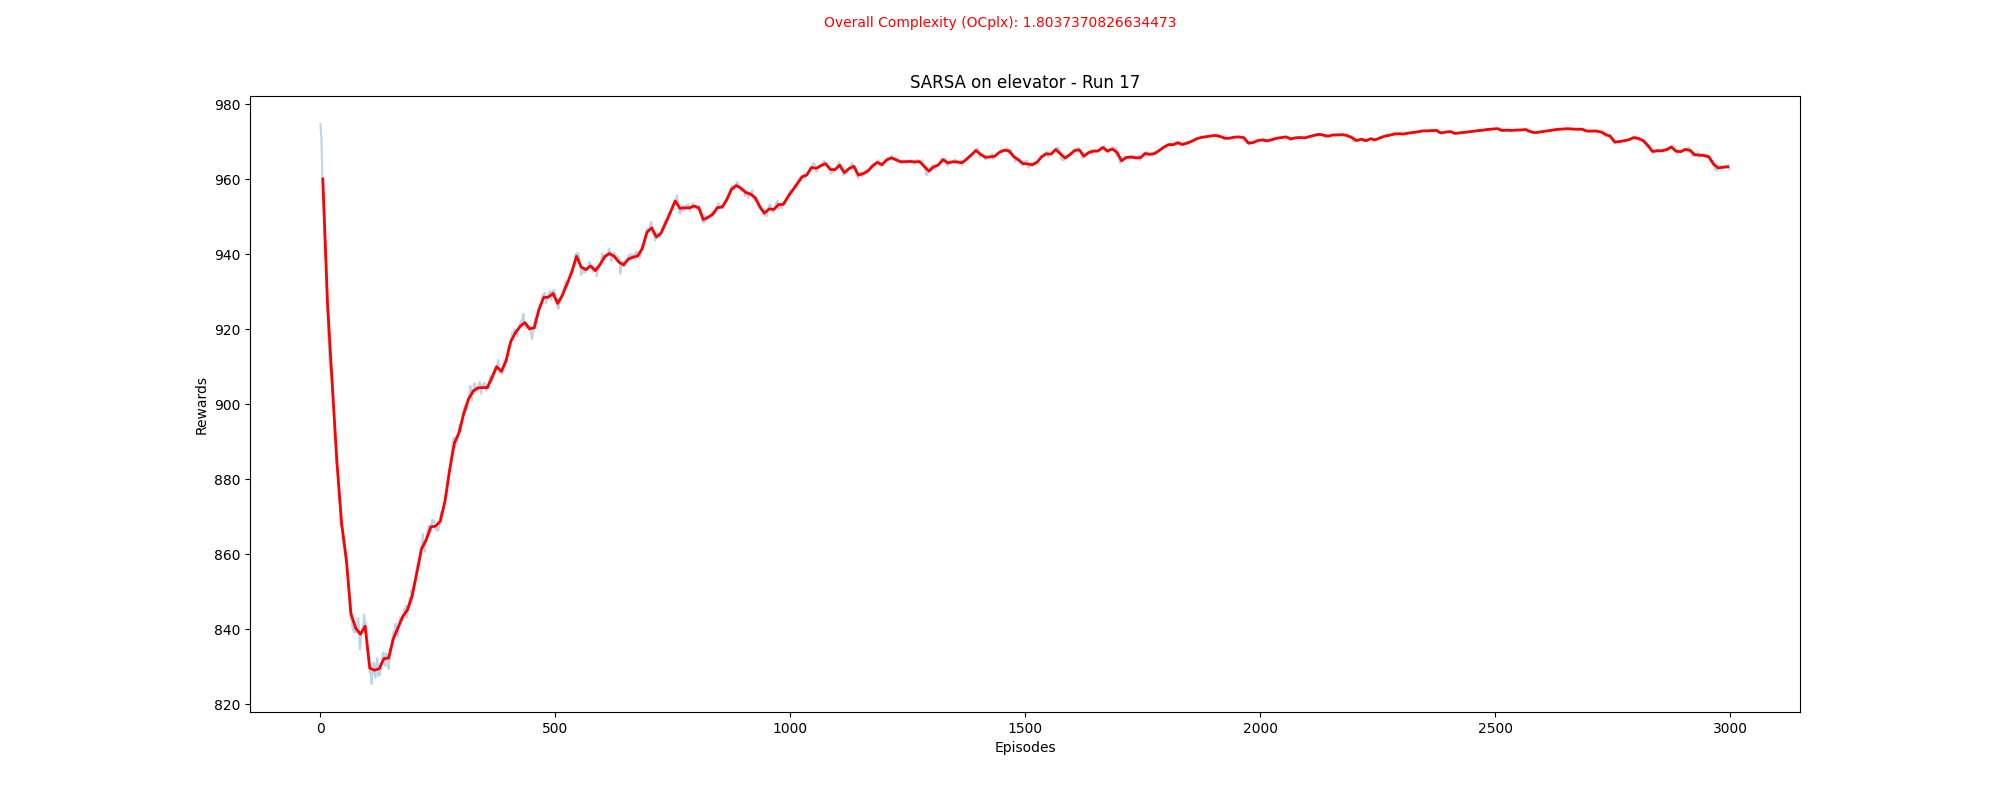 Overall Complexity (OCplx): 1.8037370826634473
SARSA on elevator - Run 17
980
960
940
920
900
880
860
840
820
Rewards
0 500 1000 1500 2000 2500 3000
Episodes